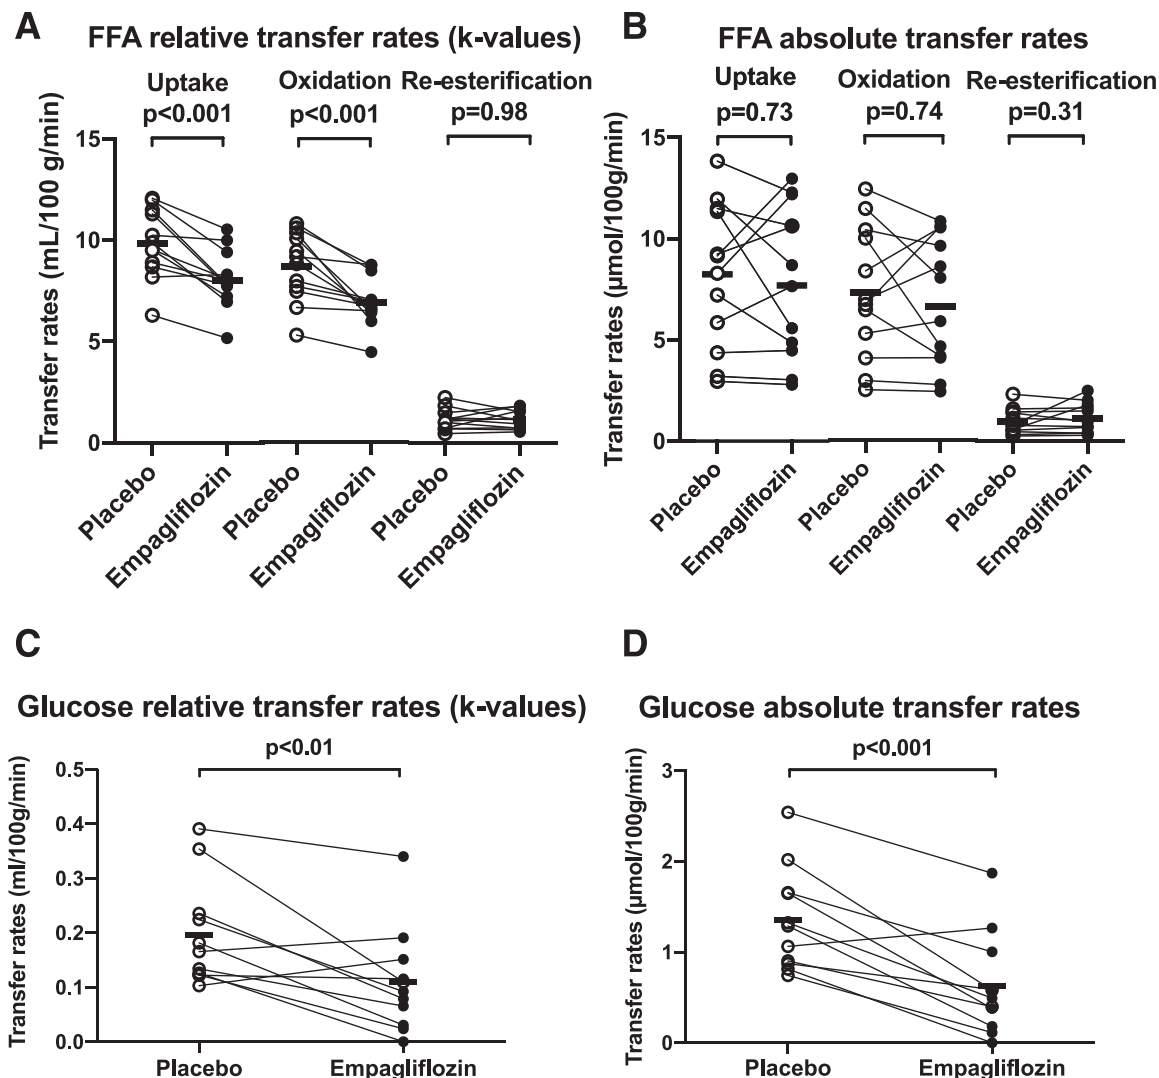 A
FFA relative transfer rates (k-values)
Uptake Oxidation Re-esterification
p<0.001 p<0.001 p=0.98
Transfer rates (mL/100 g/min)
15
10
5
0
Placebo
Empagliflozin
Placebo
Empagliflozin
Placebo
Empagliflozin
B
FFA absolute transfer rates
Uptake Oxidation Re-esterification
p=0.73 p=0.74 p=0.31
Transfer rates (µmol/100g/min)
15
10
5
0
Placebo
Empagliflozin
Placebo
Empagliflozin
Placebo
Empagliflozin
C
Glucose relative transfer rates (k-values)
p<0.01
Transfer rates (ml/100g/min)
0.5
0.4
0.3
0.2
0.1
0.0
Placebo Empagliflozin
D
Glucose absolute transfer rates
p<0.001
Transfer rates (µmol/100g/min)
3
2
1
0
Placebo Empagliflozin